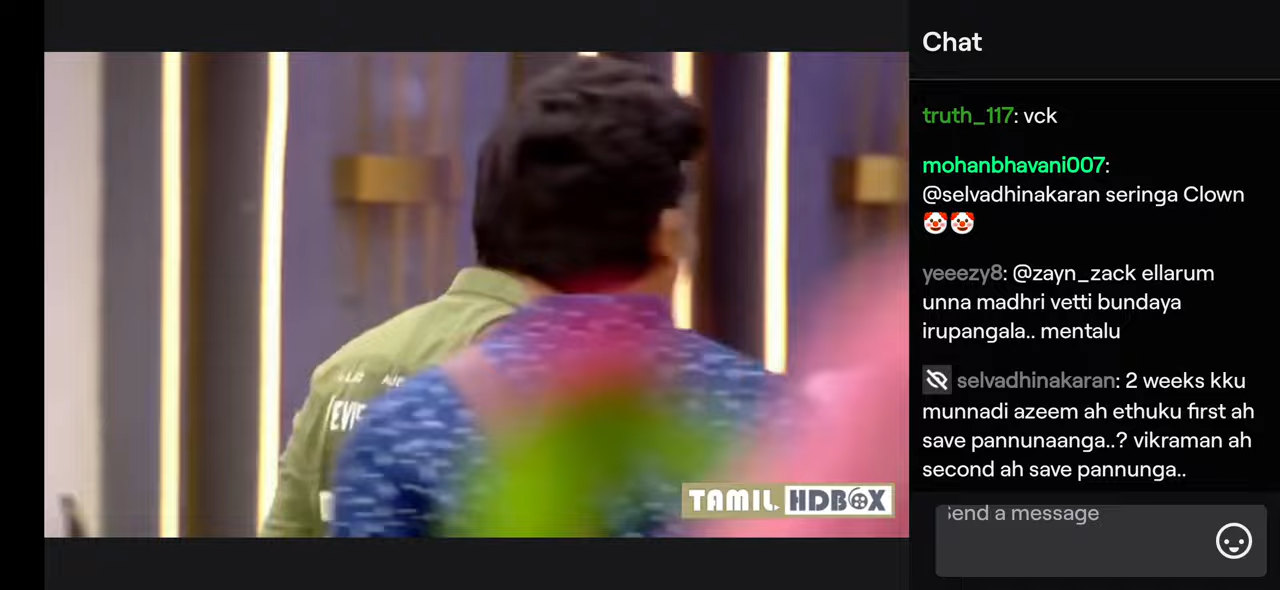 Chat
truth_117: vck
mohanbhavani007:
@selvadhinakaran seringa Clown
🤡🤡
yeeezy8: @zayn_zack ellarum
unna madhri vetti bundaya
irupangala.. mentalu
selvadhinakaran: 2 weeks kku
munnadi azeem ah ethuku first ah
save pannunaanga..? vikraman ah
second ah save pannunga..
TAMIL HDBOX
Send a message